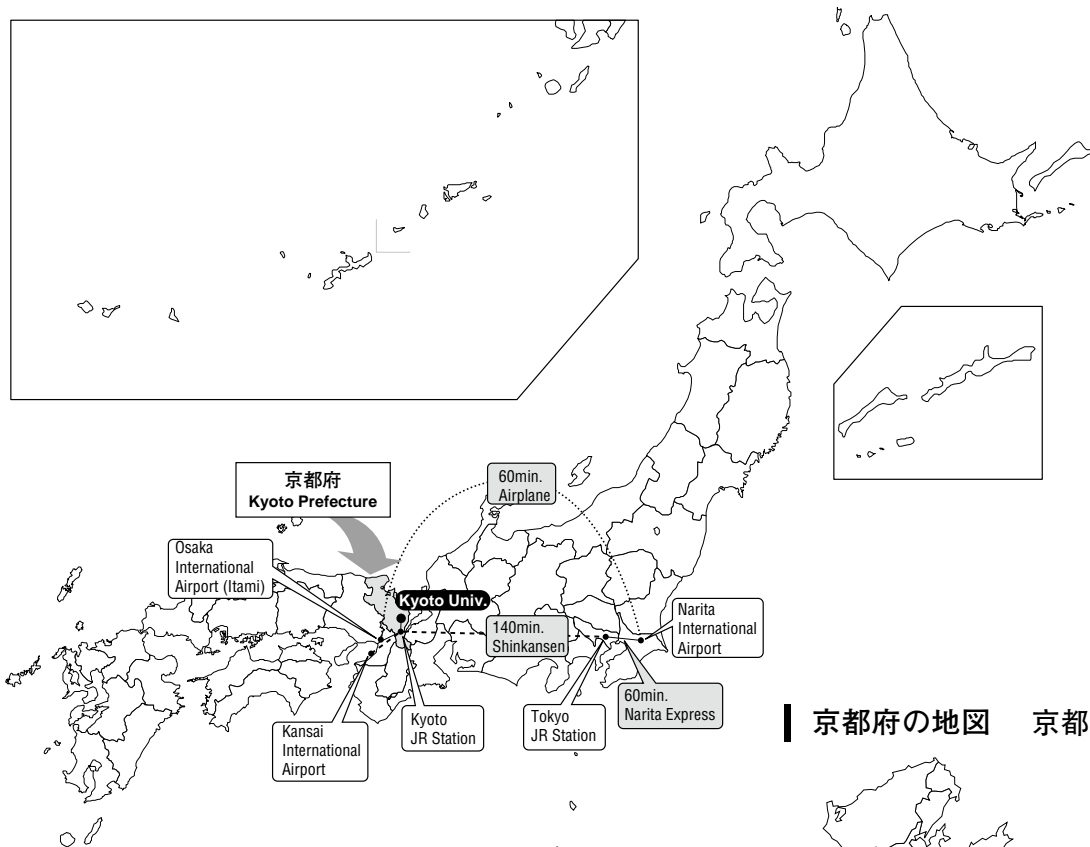 京都府
Kyoto Prefecture
60min.
Airplane
Osaka
International
Airport (Itami)
Kyoto Univ.
140min.
Shinkansen
Narita
International
Airport
60min.
Narita Express
Kansai
International
Airport
Kyoto
JR Station
Tokyo
JR Station
京都府の地図 京都